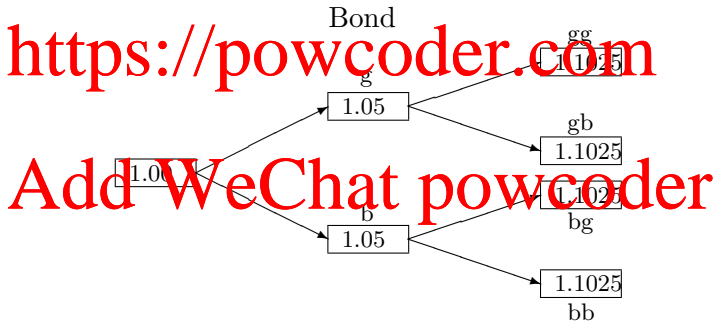 Bond
https://powcoder.com
gg
1.1025
g
1.05
gb
1.1025
1.00
Add WeChat powcoder
1.1025
bg
b
1.05
1.1025
bb